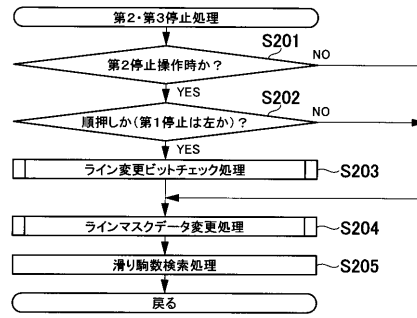 第2・第3停止処理
S201
第2停止操作時か?
NO
YES
S202
順押しか(第1停止は左か)?
NO
YES
ライン変更ビットチェック処理
S203
ラインマスクデータ変更処理
S204
滑り駒数検索処理
S205
戻る